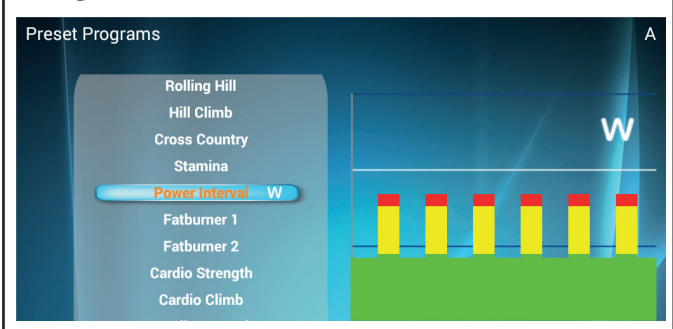 Preset Programs
A
Rolling Hill
Hill Climb
Cross Country
Stamina
Power Interval W
Fatburner 1
Fatburner 2
Cardio Strength
Cardio Climb
W